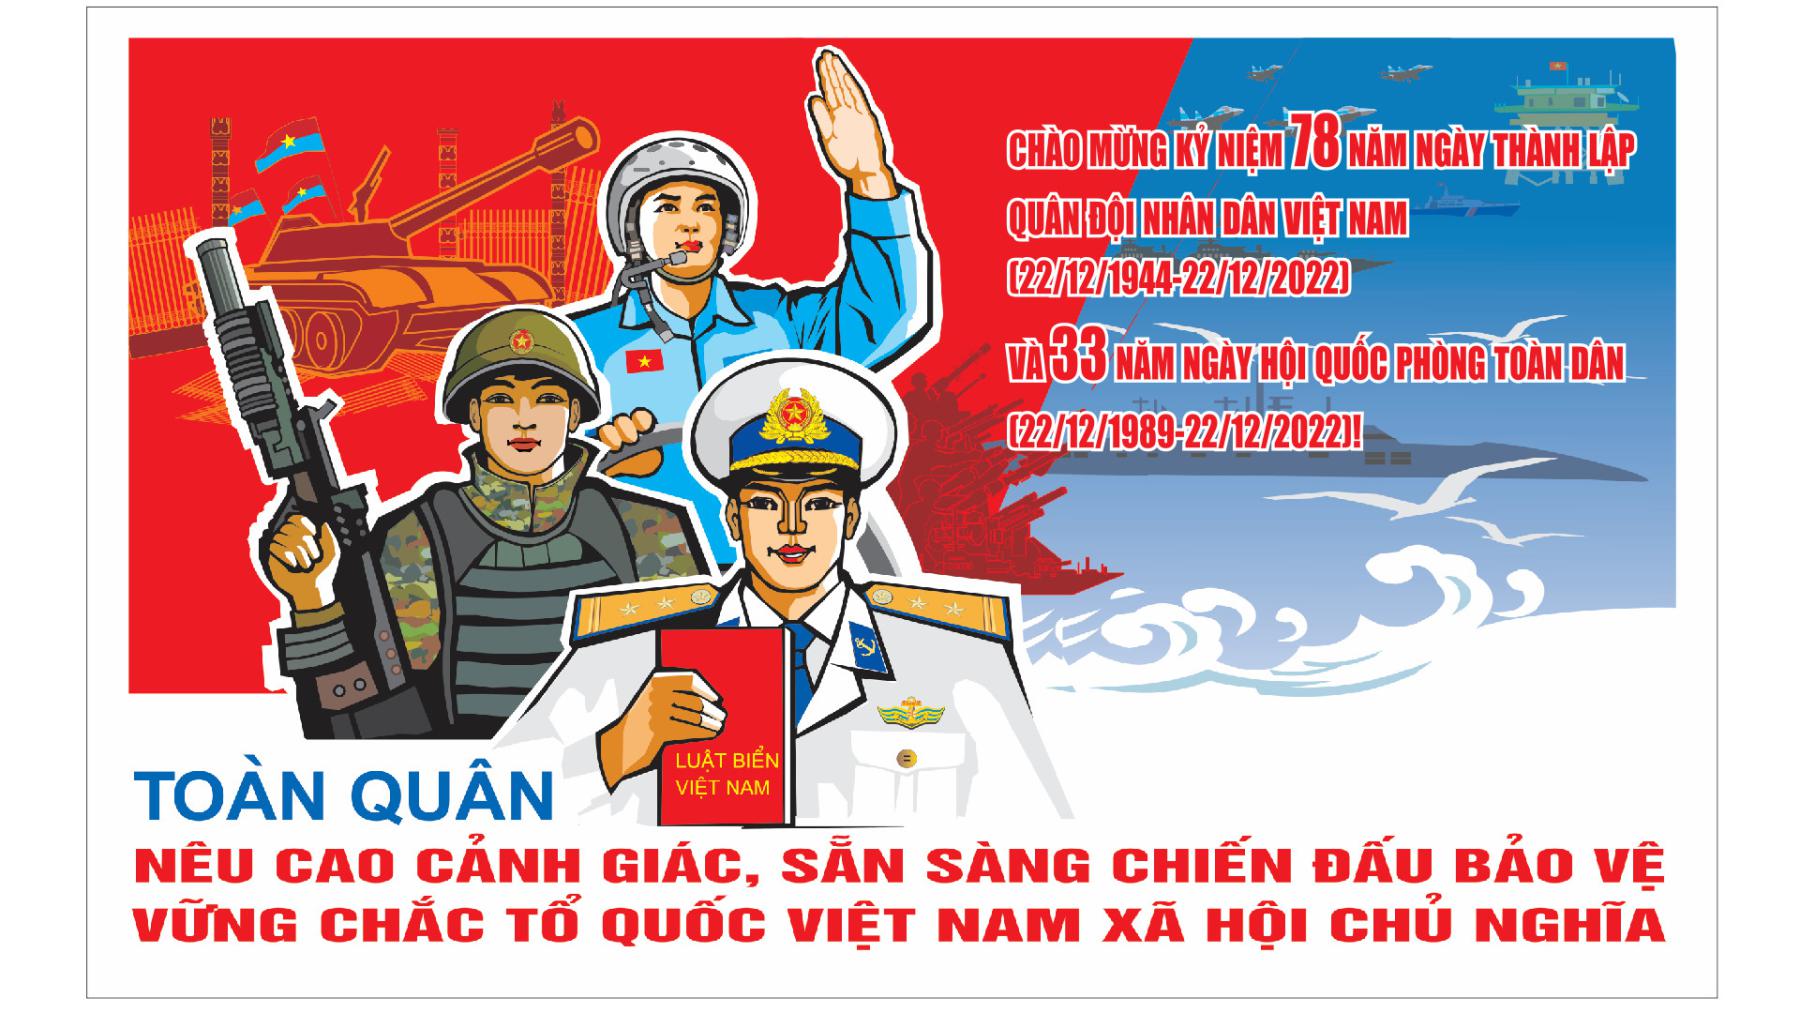 CHÀO MỪNG KỶ NIỆM 78 NĂM NGÀY THÀNH LẬP
QUÂN ĐỘI NHÂN DÂN VIỆT NAM
(22/12/1944-22/12/2022)
VÀ 33 NĂM NGÀY HỘI QUỐC PHÒNG TOÀN DÂN
(22/12/1989-22/12/2022)!
LUẬT BIỂN
VIỆT NAM
TOÀN QUÂN
NÊU CAO CẢNH GIÁC, SẴN SÀNG CHIẾN ĐẤU BẢO VỆ
VỮNG CHẮC TỔ QUỐC VIỆT NAM XÃ HỘI CHỦ NGHĨA